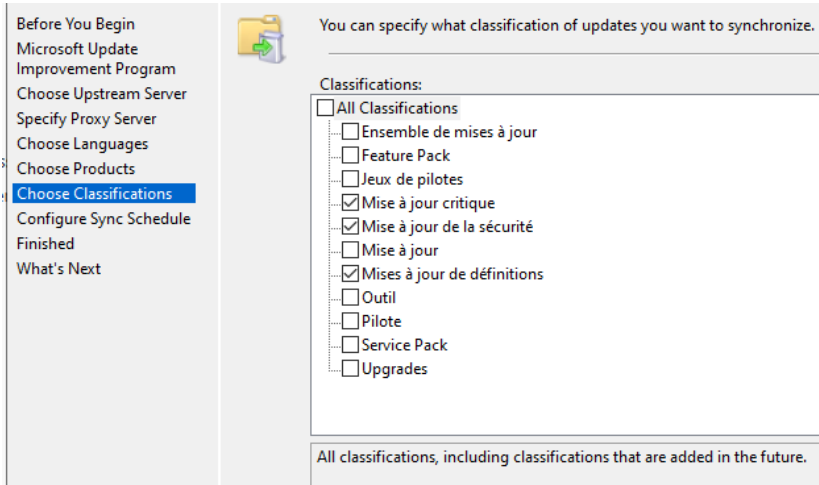 Before You Begin
Microsoft Update
Improvement Program
Choose Upstream Server
Specify Proxy Server
Choose Languages
Choose Products
Choose Classifications
Configure Sync Schedule
Finished
What's Next
You can specify what classification of updates you want to synchronize.
Classifications:
All Classifications
Ensemble de mises à jour
Feature Pack
Jeux de pilotes
Mise à jour critique
Mise à jour de la sécurité
Mise à jour
Mises à jour de définitions
Outil
Pilote
Service Pack
Upgrades
All classifications, including classifications that are added in the future.